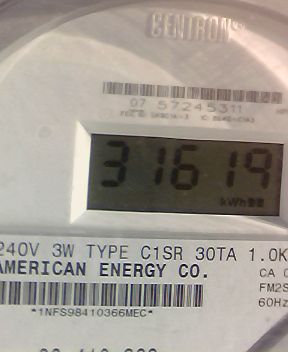 CENTRON
07 57245311
31619
kWh
240V 3W TYPE C1SR 30TA 1.0K
AMERICAN ENERGY CO.
CA
FM2S
60Hz
*1NFS98410366MEC*